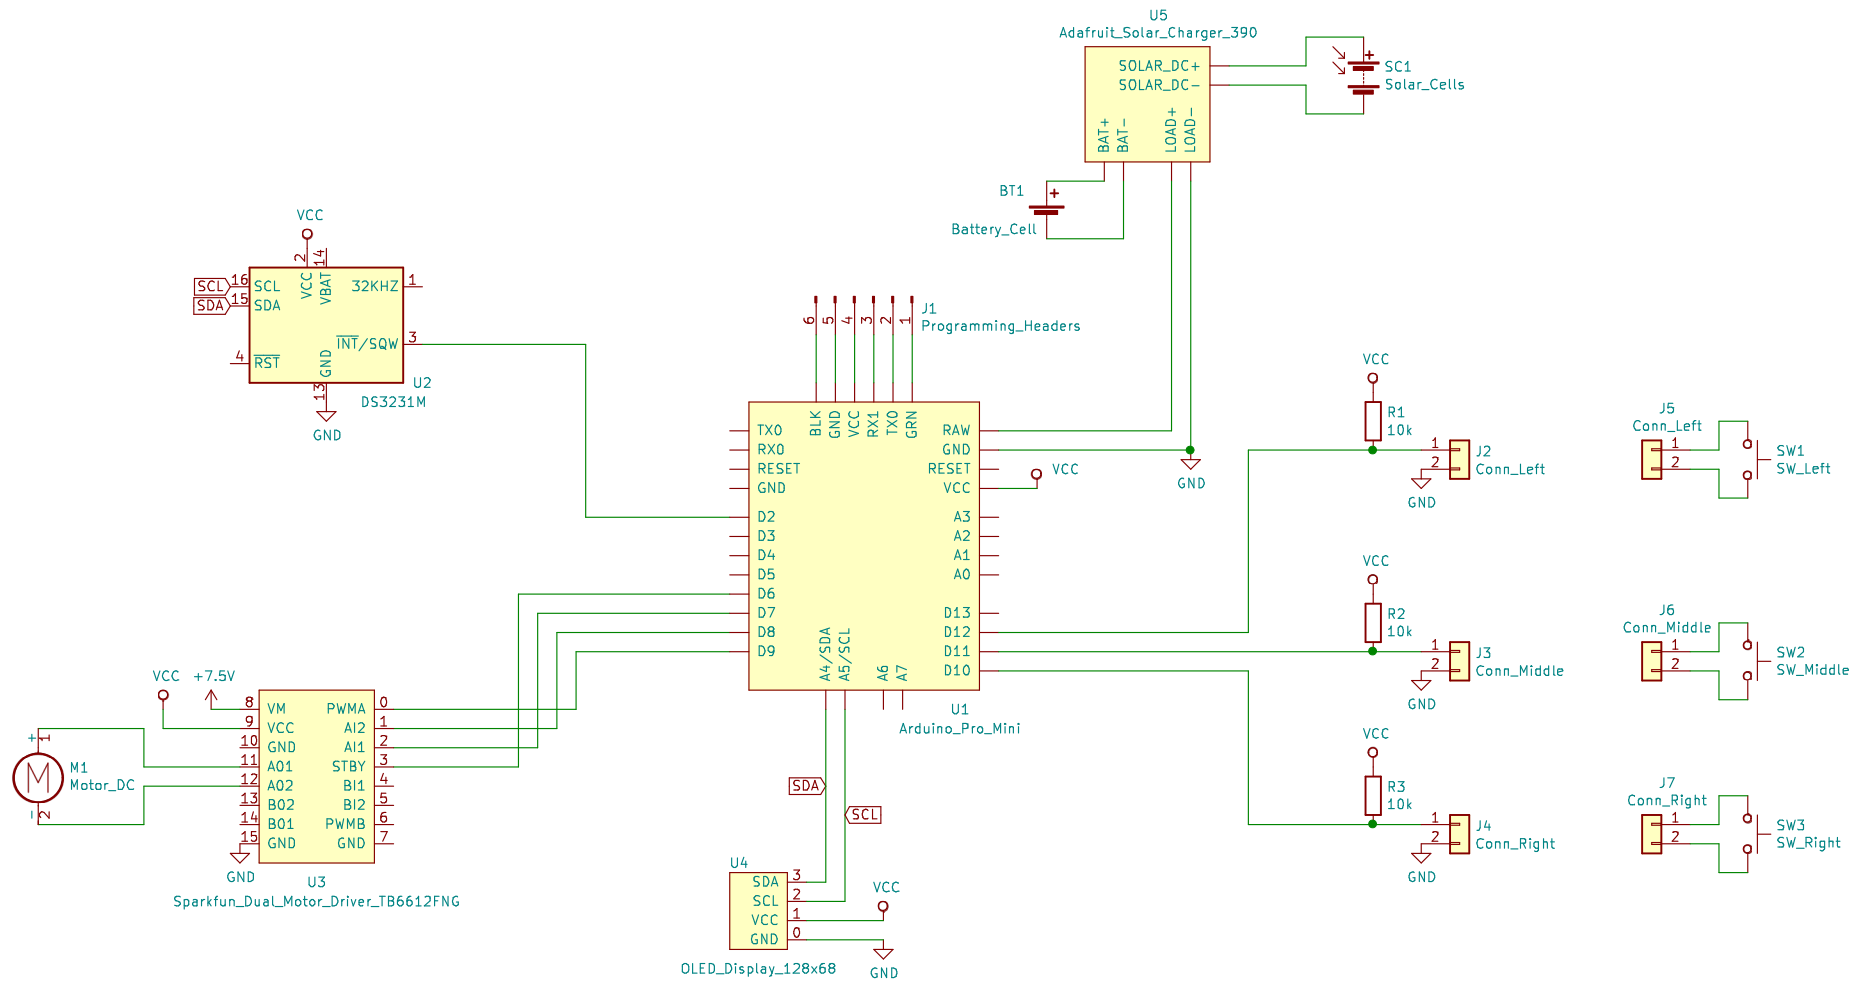 U5
Adafruit_Solar_Charger_390
SOLAR_DC+
SOLAR_DC-
BAT+
BAT-
LOAD+
LOAD-
+
SC1
Solar_Cells
BT1
+
Battery_Cell
VCC
2
14
SCL
16
SCL
SDA
15
SDA
VCC
VBAT
32KHZ
1
INT/SQW
3
4
RST
GND
13
U2
DS3231M
GND
6
5
4
3
2
1
J1
Programming_Headers
BLK
GND
VCC
RX1
TX0
GRN
TX0
RX0
RESET
GND
D2
D3
D4
D5
D6
D7
D8
D9
RAW
GND
RESET
VCC
A3
A2
A1
A0
D13
D12
D11
D10
A4/SDA
A5/SCL
A6
A7
U1
Arduino_Pro_Mini
VCC
GND
VCC
R1
10k
1
2
J2
Conn_Left
GND
J5
Conn_Left
1
2
SW1
SW_Left
VCC
R2
10k
1
2
J3
Conn_Middle
GND
J6
Conn_Middle
1
2
SW2
SW_Middle
VCC
R3
10k
1
2
J4
Conn_Right
GND
J7
Conn_Right
1
2
SW3
SW_Right
VCC
+7.5V
8
VM
9
VCC
10
GND
11
AO1
12
AO2
13
BO2
14
BO1
15
GND
PWMA
0
AI2
1
AI1
2
STBY
3
BI1
4
BI2
5
PWMB
6
GND
7
GND
U3
Sparkfun_Dual_Motor_Driver_TB6612FNG
+
1
M
M1
Motor_DC
-
2
SDA
SCL
U4
SDA
3
SCL
2
VCC
1
GND
0
VCC
GND
OLED_Display_128x68